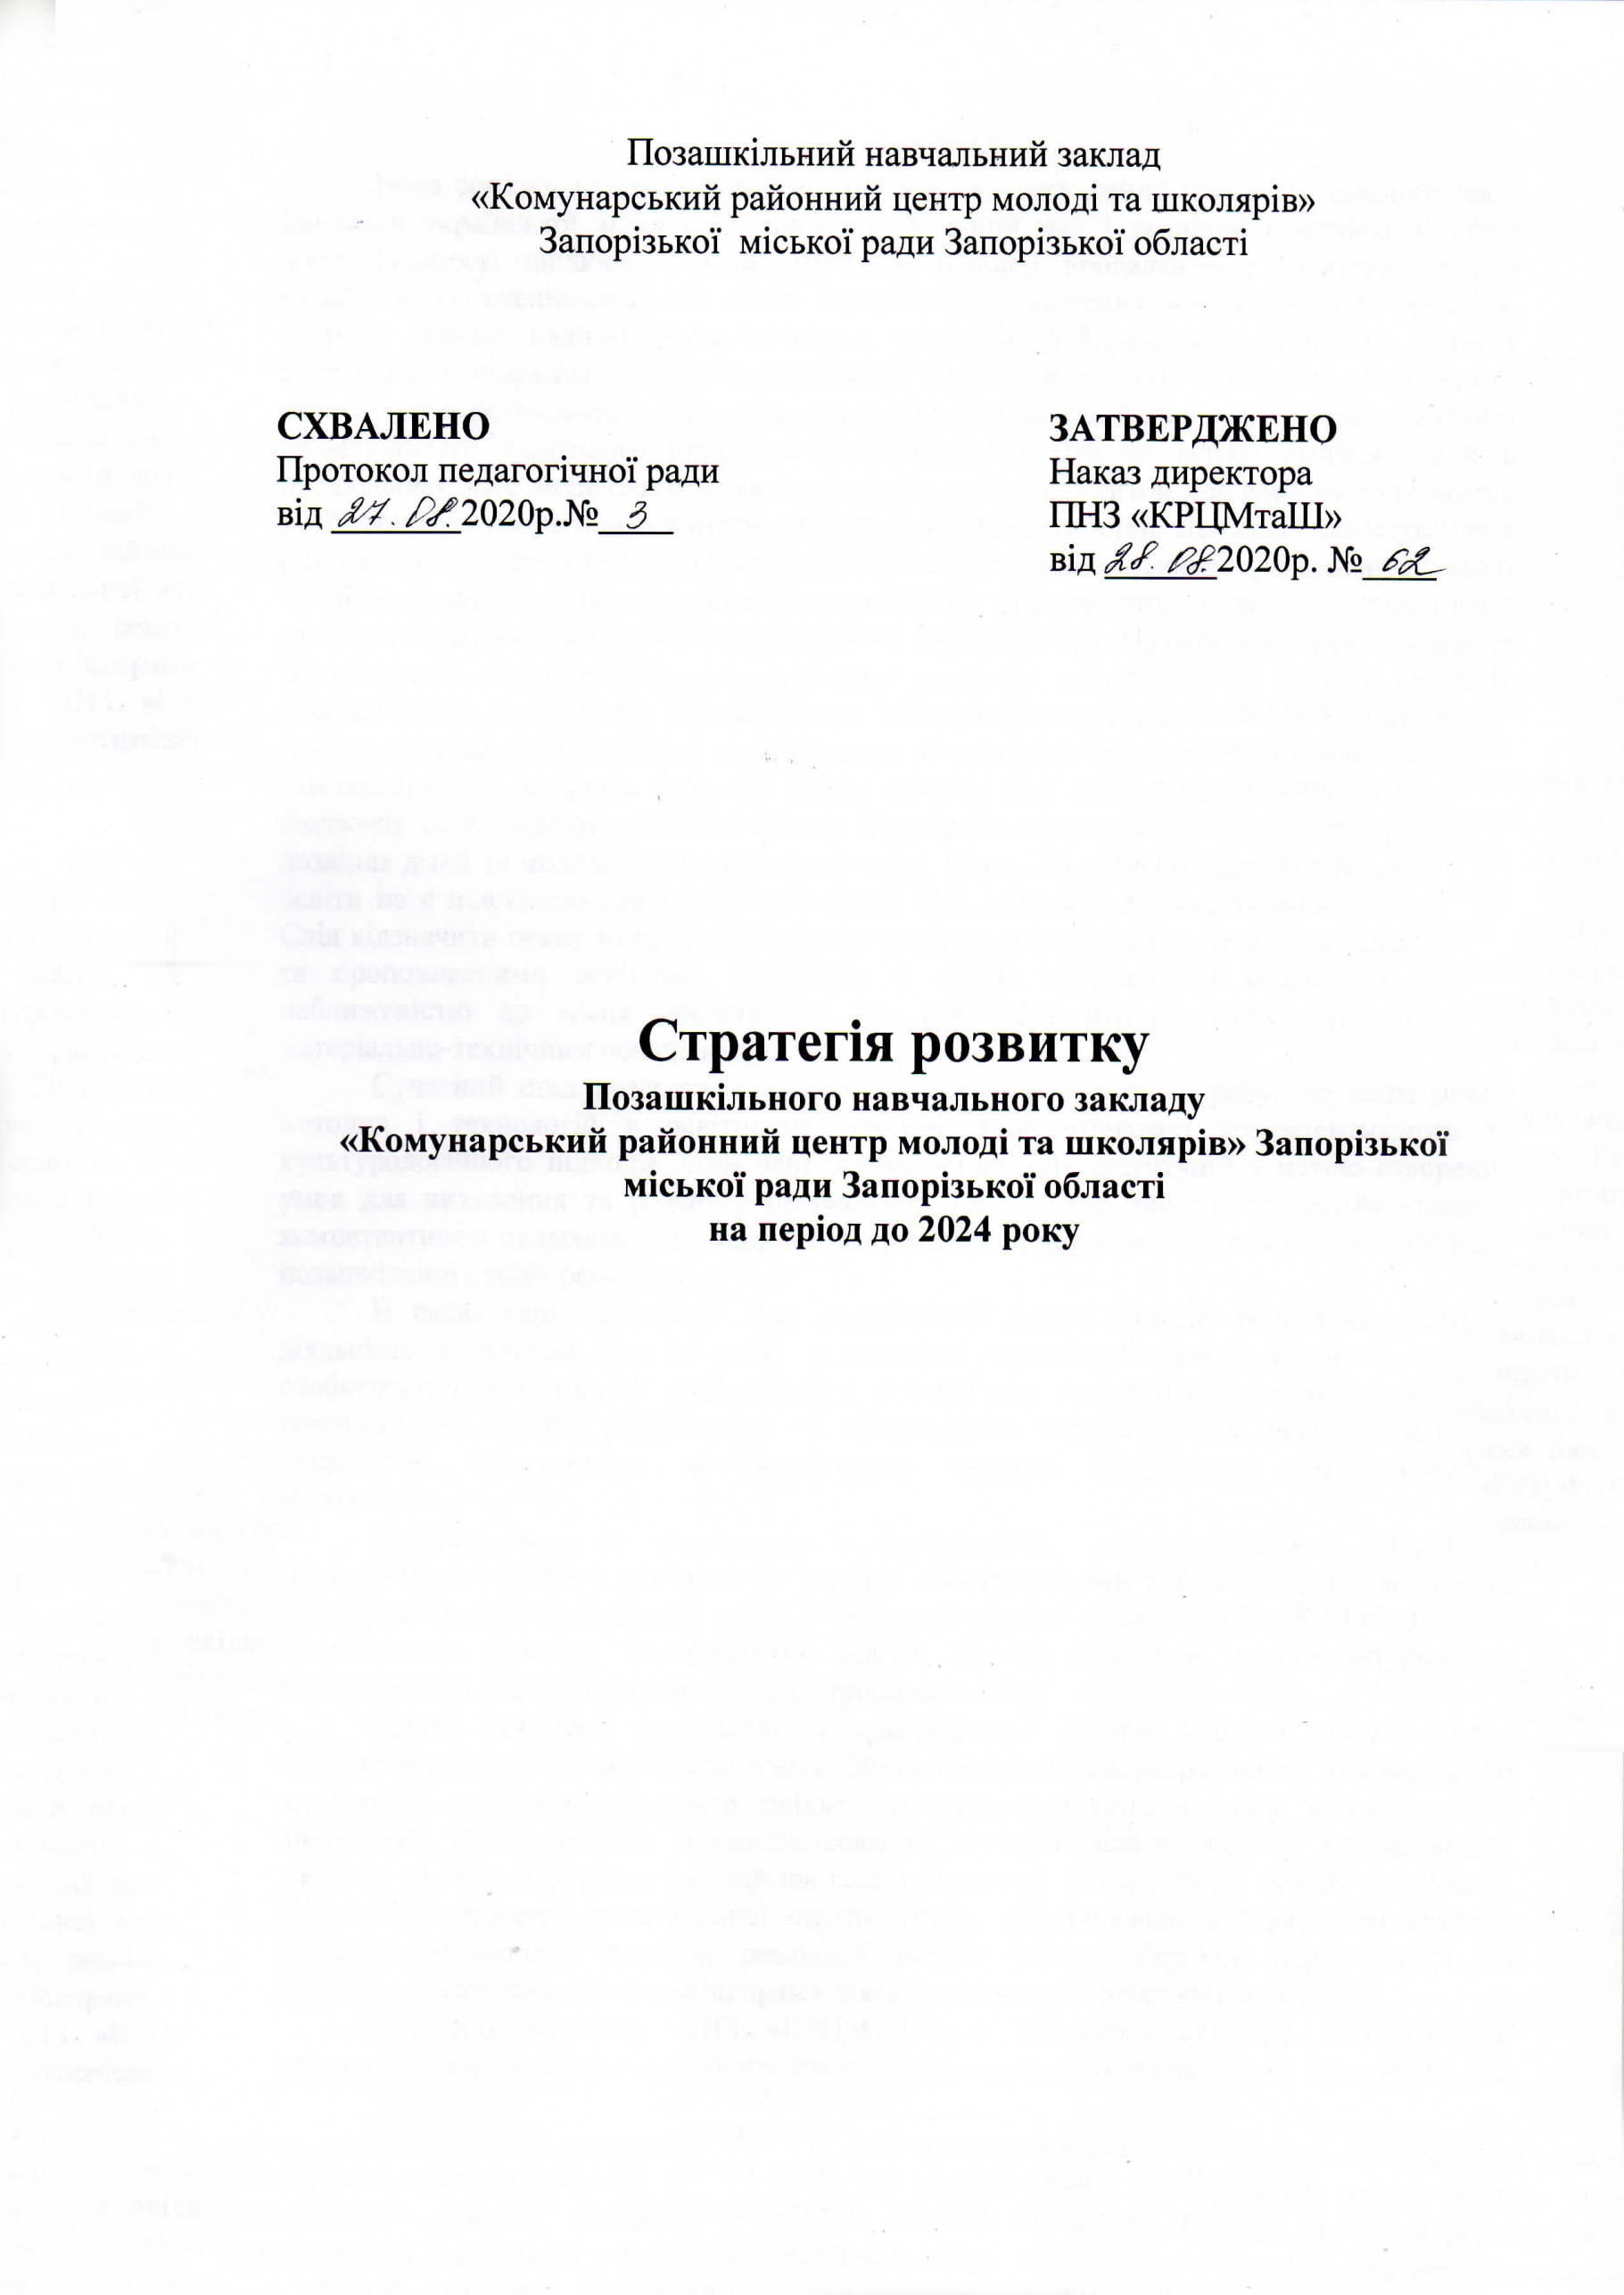 Позашкільний навчальний заклад
«Комунарський районний центр молоді та школярів»
Запорізької міської ради Запорізької області
СХВАЛЕНО
Протокол педагогічної ради
від 27.08.2020р.№ 3
ЗАТВЕРДЖЕНО
Наказ директора
ПНЗ «КРЦМтаШ»
від 28.08.2020р. № 62
Стратегія розвитку
Позашкільного навчального закладу
«Комунарський районний центр молоді та школярів» Запорізької
міської ради Запорізької області
на період до 2024 року